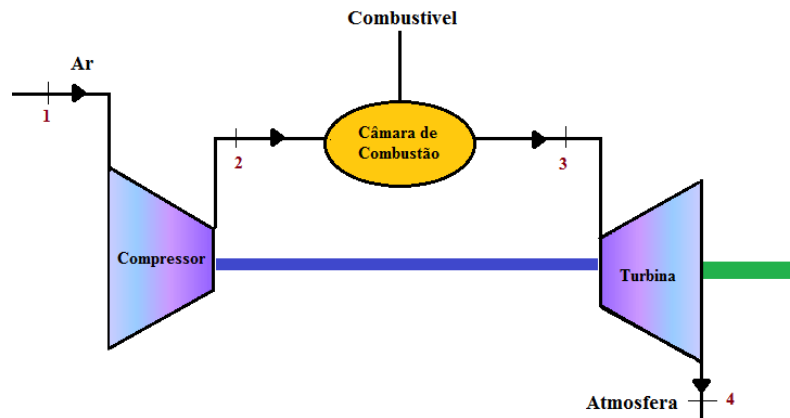 Combustivel
Ar
1
Câmara de
Combustão
2
3
Compressor
Turbina
Atmosfera
4